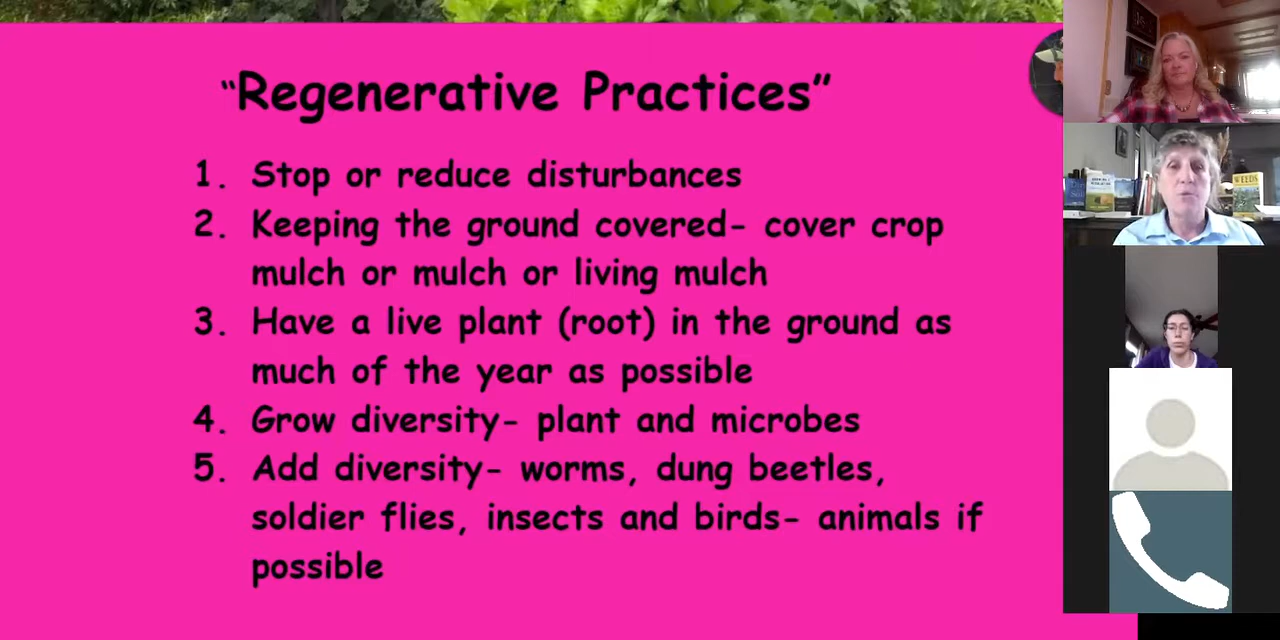 “Regenerative Practices”
1. Stop or reduce disturbances
2. Keeping the ground covered- cover crop
mulch or mulch or living mulch
3. Have a live plant (root) in the ground as
much of the year as possible
4. Grow diversity- plant and microbes
5. Add diversity- worms, dung beetles,
soldier flies, insects and birds- animals if
possible
WEEDS